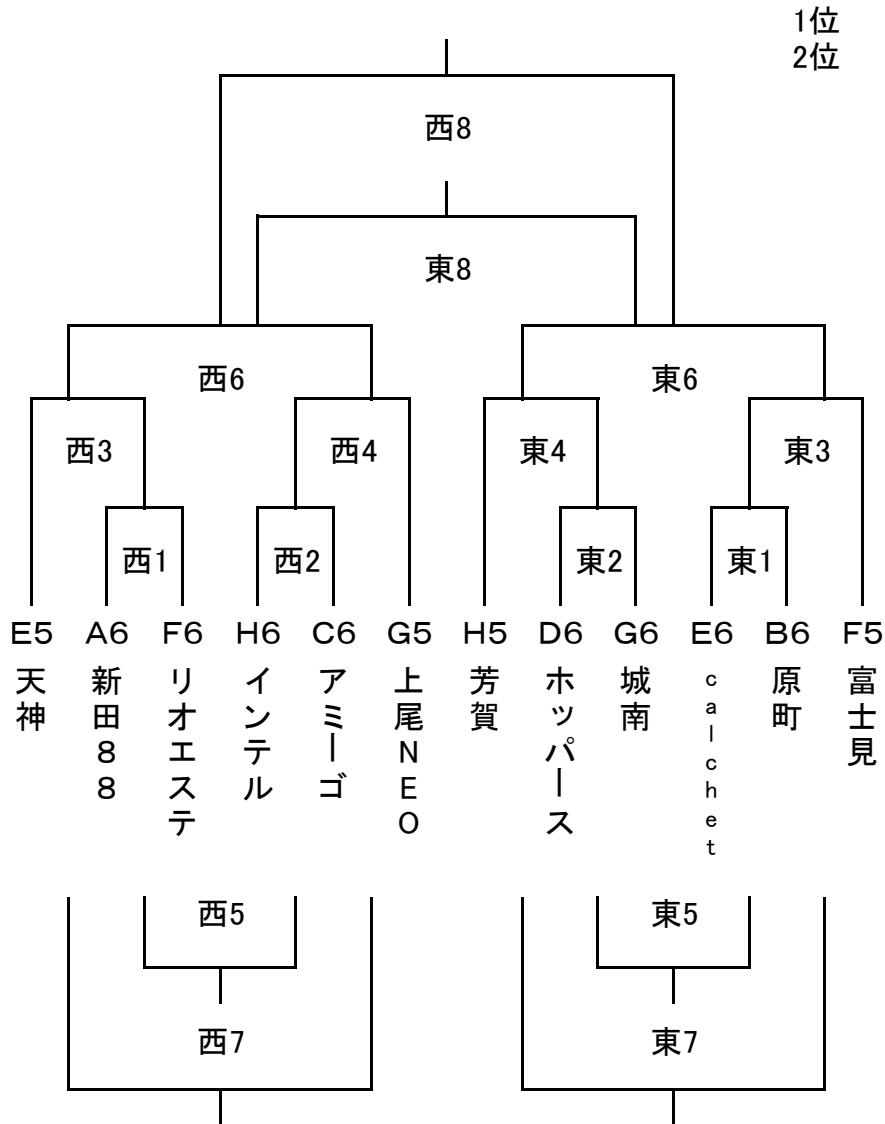 1位
2位
西8
東8
西6
東6
西3
西4
東4
東3
西1
西2
東2
東1
E5
A6
F6
H6
C6
G5
H5
D6
G6
E6
B6
F5
天神
新田88
リオエステ
インテル
アミーゴ
上尾NEO
芳賀
ホッパース
城南
calchet
原町
富士見
西5
東5
西7
東7